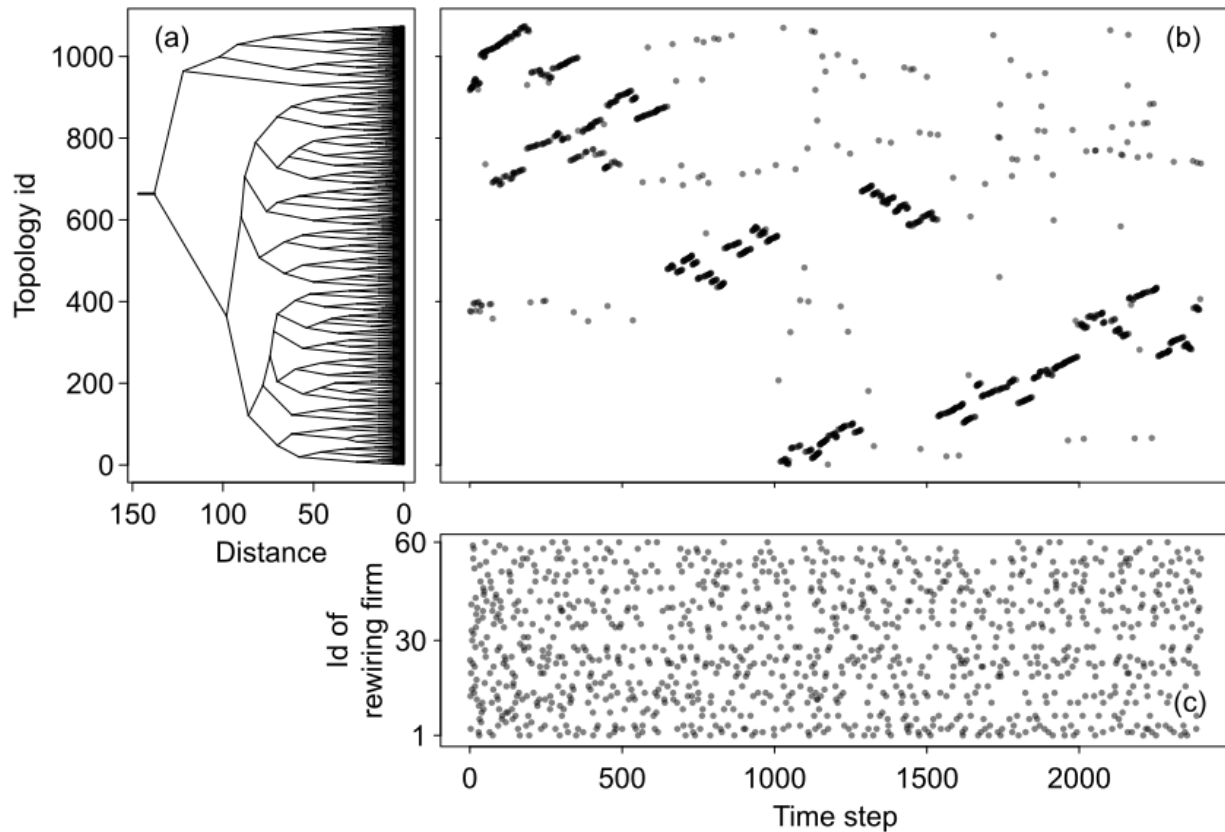 (a)
(b)
Topology id
1000
800
600
400
200
0
150 100 50 0
Distance
Id of
rewiring firm
60
30
1
(c)
0 500 1000 1500 2000
Time step